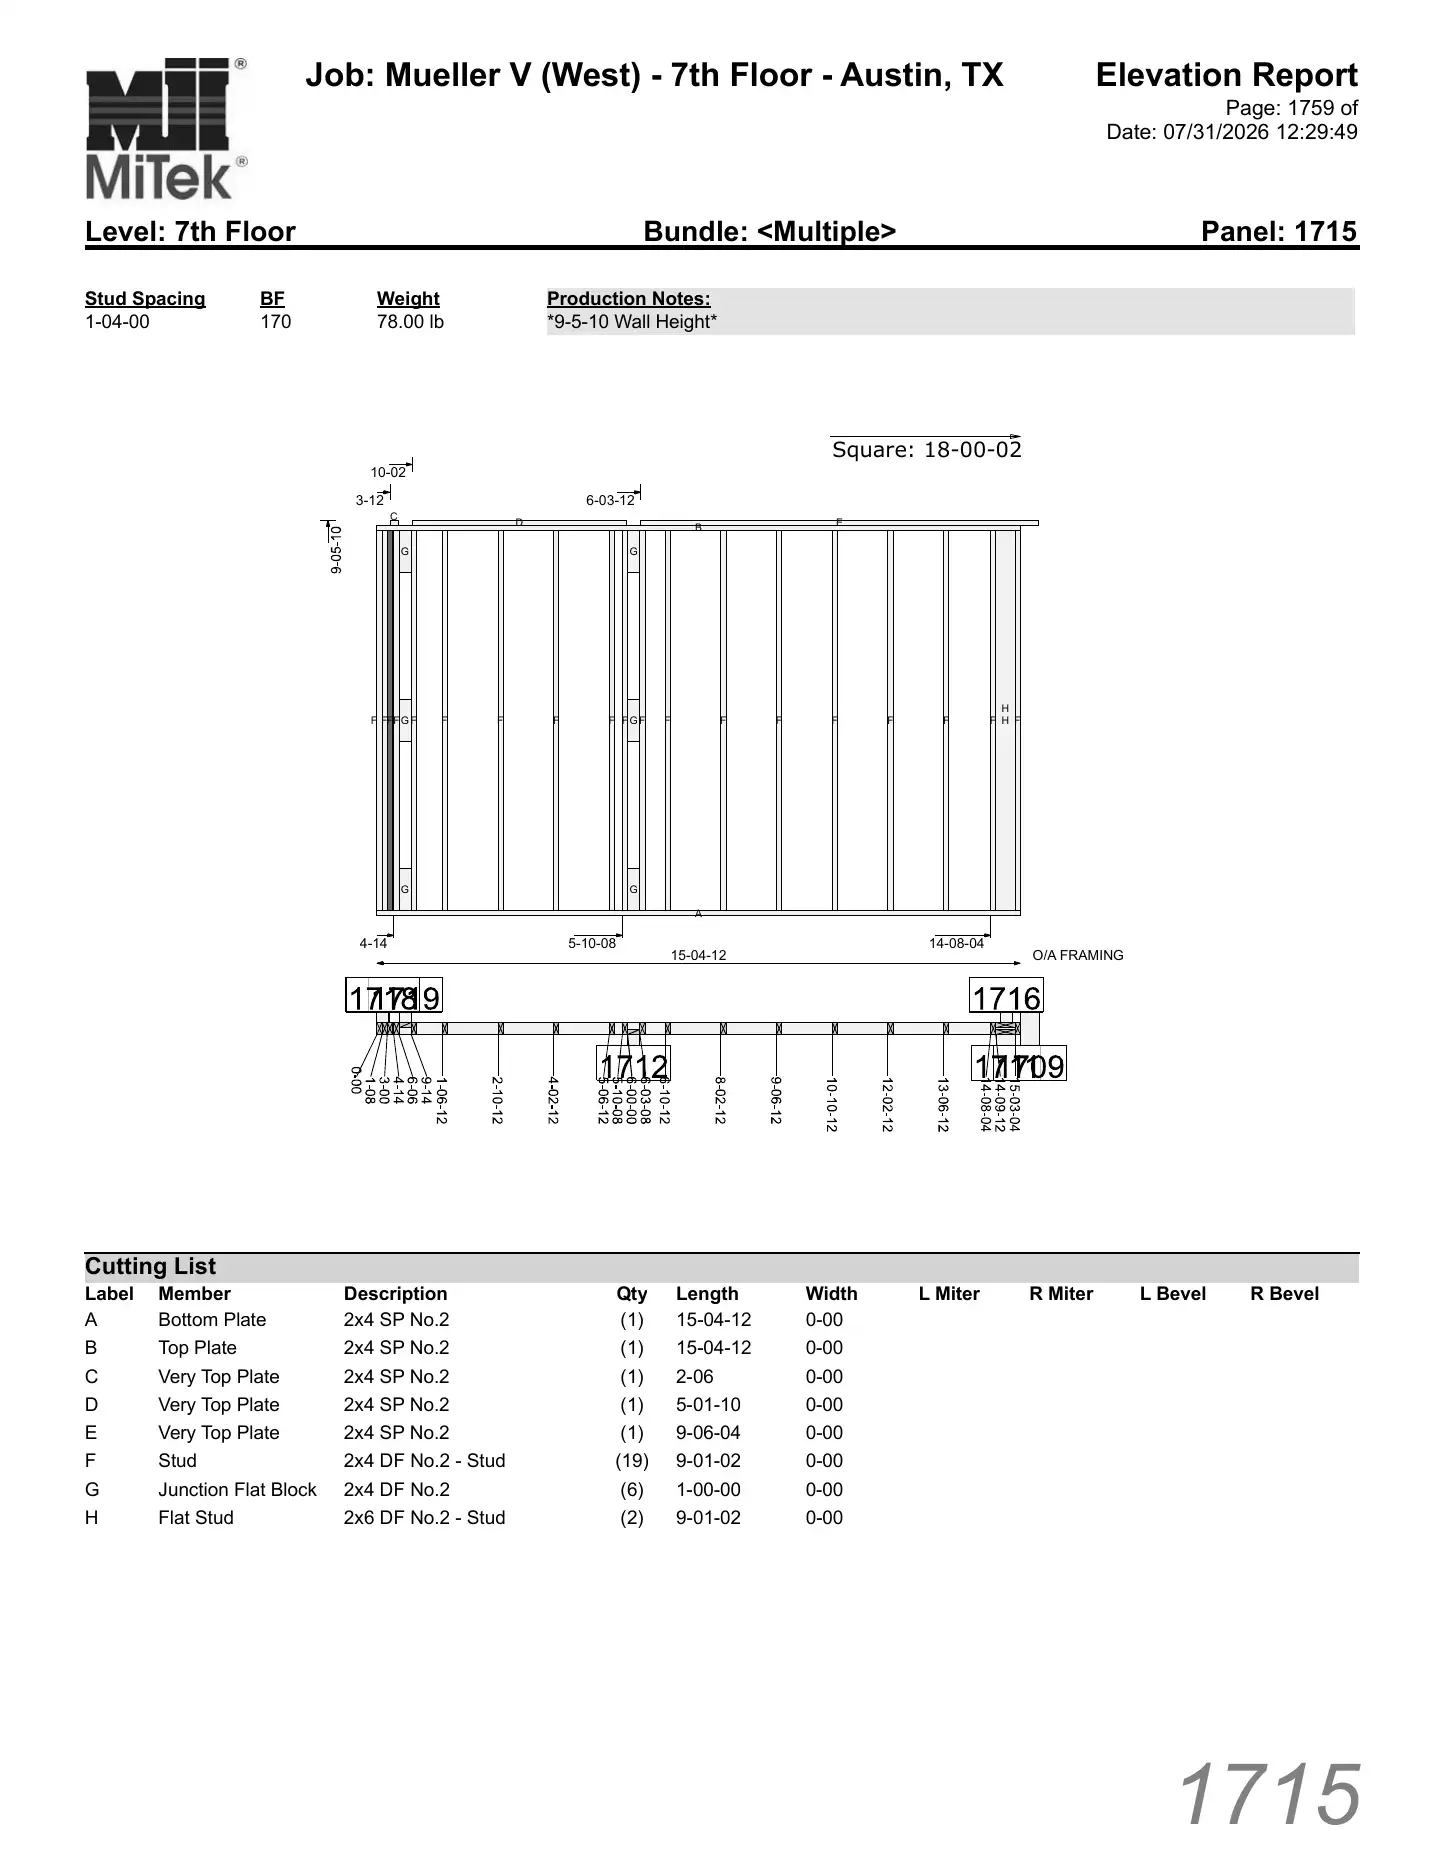 Job: Mueller V (West) - 7th Floor - Austin, TX
Elevation Report
Page: 1759 of
Date: 07/31/2026 12:29:49
MiTek®
Level: 7th Floor
Bundle: <Multiple>
Panel: 1715
Stud Spacing BF Weight
1-04-00 170 78.00 lb
Production Notes:
*9-5-10 Wall Height*
Square: 18-00-02
10-02
3-12
6-03-12
C
D
B
E
9-05-10
G G
H
F F F F G F F F F F F G F F F F F F F F H F
G G
A
4-14
5-10-08
14-08-04
15-04-12
O/A FRAMING
1717
1718
1719
1716
1712
1711
1709
0-00
1-08
3-00
4-14
6-06
9-14
1-06-12
2-10-12
4-02-12
5-06-12
5-10-08
6-00-00
6-03-08
6-10-12
8-02-12
9-06-12
10-10-12
12-02-12
13-06-12
14-08-04
14-09-12
15-03-04
Cutting List
Label Member Description Qty Length Width L Miter R Miter L Bevel R Bevel
A Bottom Plate 2x4 SP No.2 (1) 15-04-12 0-00
B Top Plate 2x4 SP No.2 (1) 15-04-12 0-00
C Very Top Plate 2x4 SP No.2 (1) 2-06 0-00
D Very Top Plate 2x4 SP No.2 (1) 5-01-10 0-00
E Very Top Plate 2x4 SP No.2 (1) 9-06-04 0-00
F Stud 2x4 DF No.2 - Stud (19) 9-01-02 0-00
G Junction Flat Block 2x4 DF No.2 (6) 1-00-00 0-00
H Flat Stud 2x6 DF No.2 - Stud (2) 9-01-02 0-00
1715